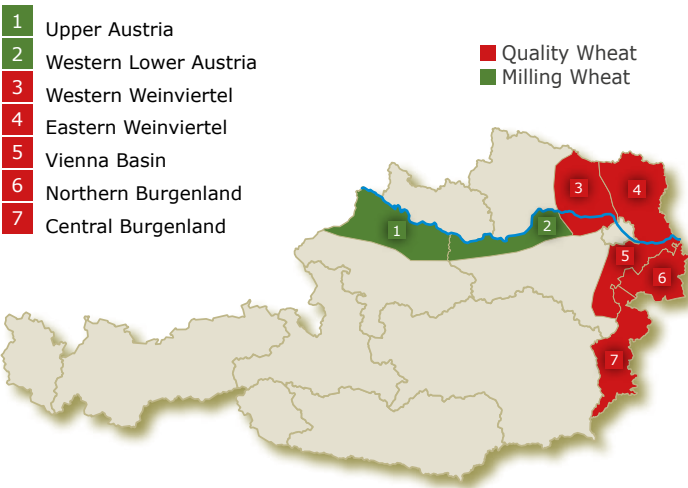 1 Upper Austria
2 Western Lower Austria
3 Western Weinviertel
4 Eastern Weinviertel
5 Vienna Basin
6 Northern Burgenland
7 Central Burgenland
Quality Wheat
Milling Wheat
3
4
1
2
5
6
7